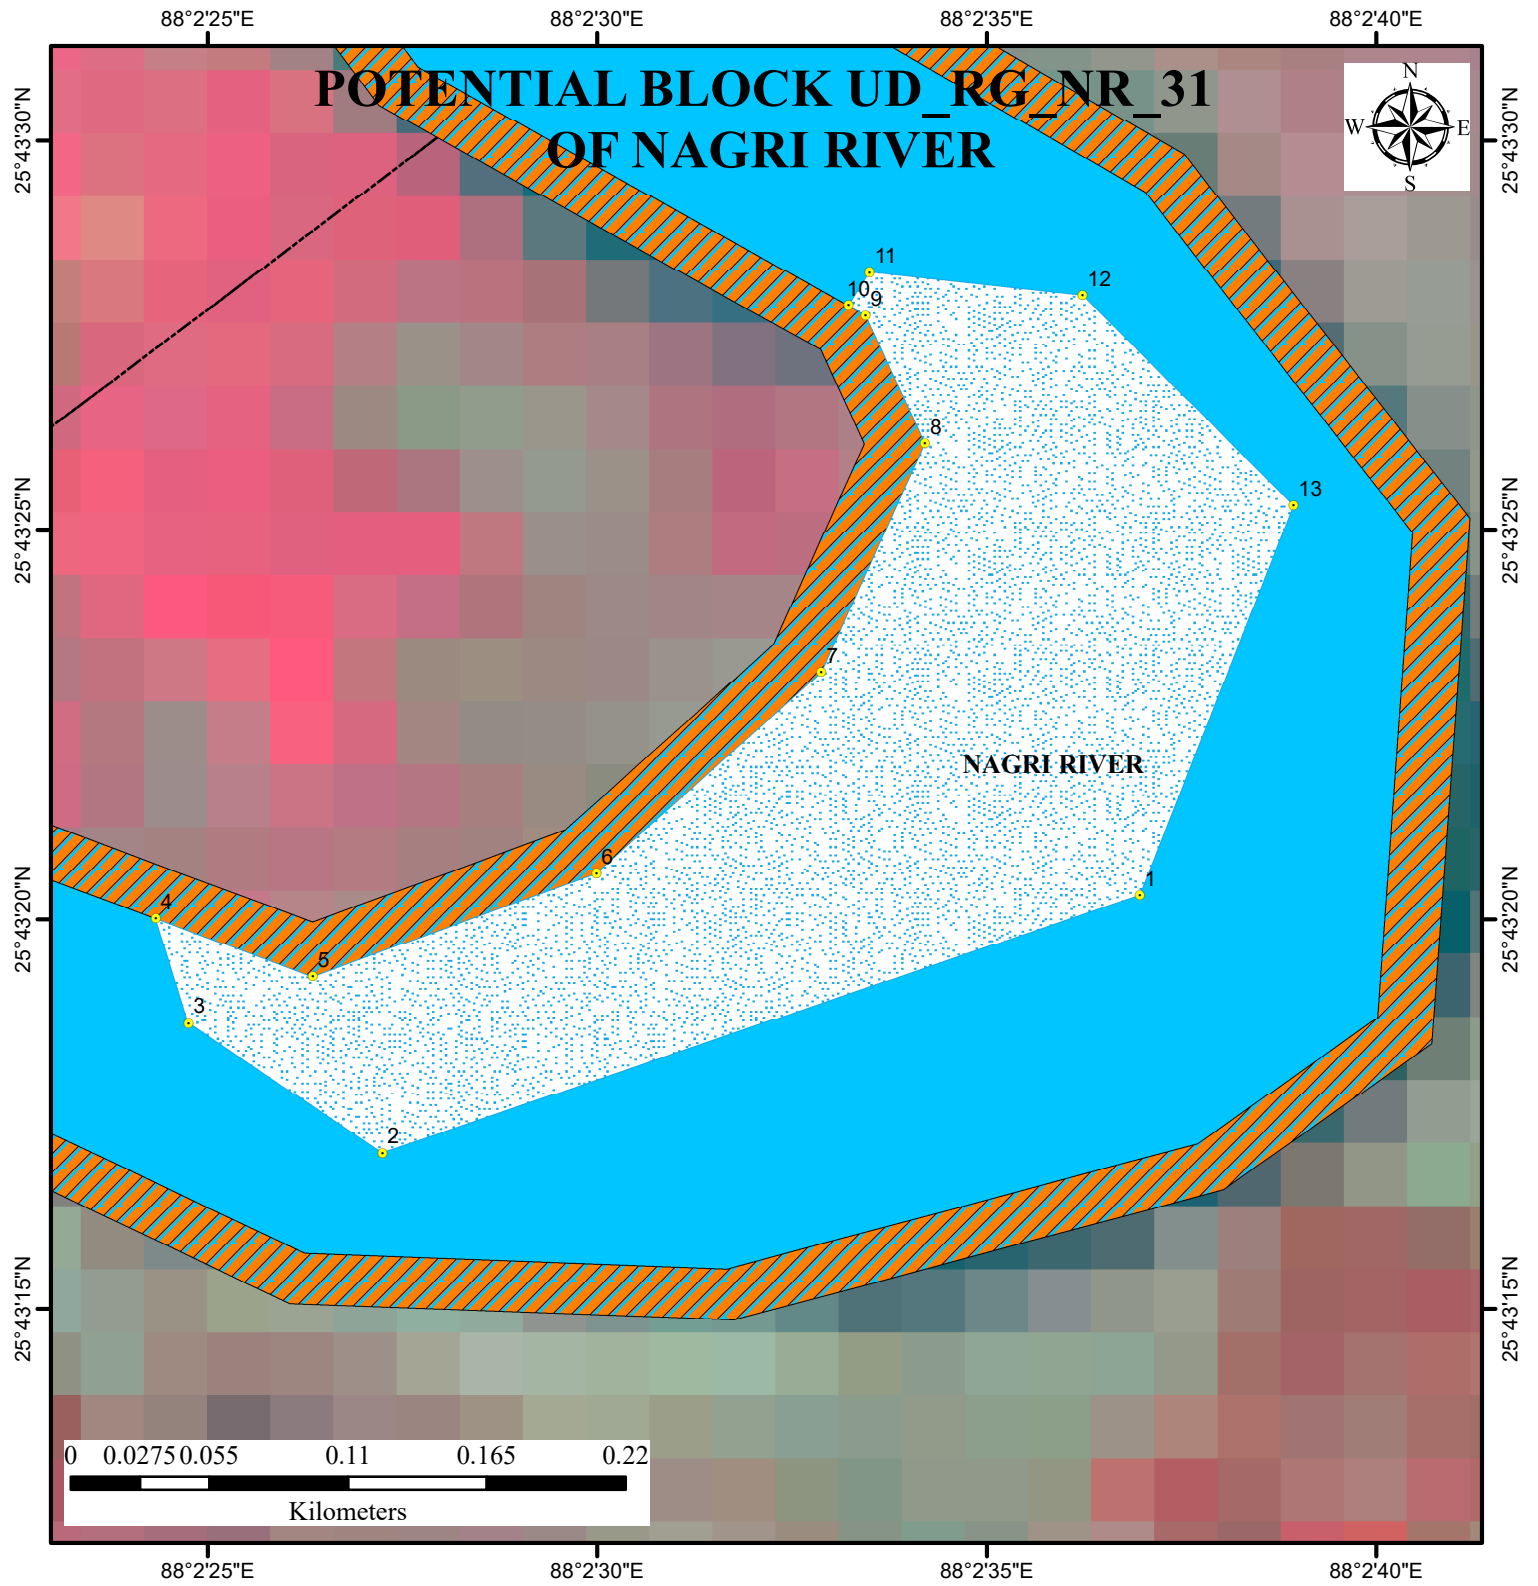 88°2'25"E 88°2'30"E 88°2'35"E 88°2'40"E
POTENTIAL BLOCK UD_RG_NR_31
OF NAGRI RIVER
N
W E
S
25°43'30"N 25°43'30"N
11
12
10
9
8
13
25°43'25"N 25°43'25"N
7
NAGRI RIVER
6
1
4
25°43'20"N 25°43'20"N
5
3
2
25°43'15"N 25°43'15"N
0 0.0275 0.055 0.11 0.165 0.22
Kilometers
88°2'25"E 88°2'30"E 88°2'35"E 88°2'40"E